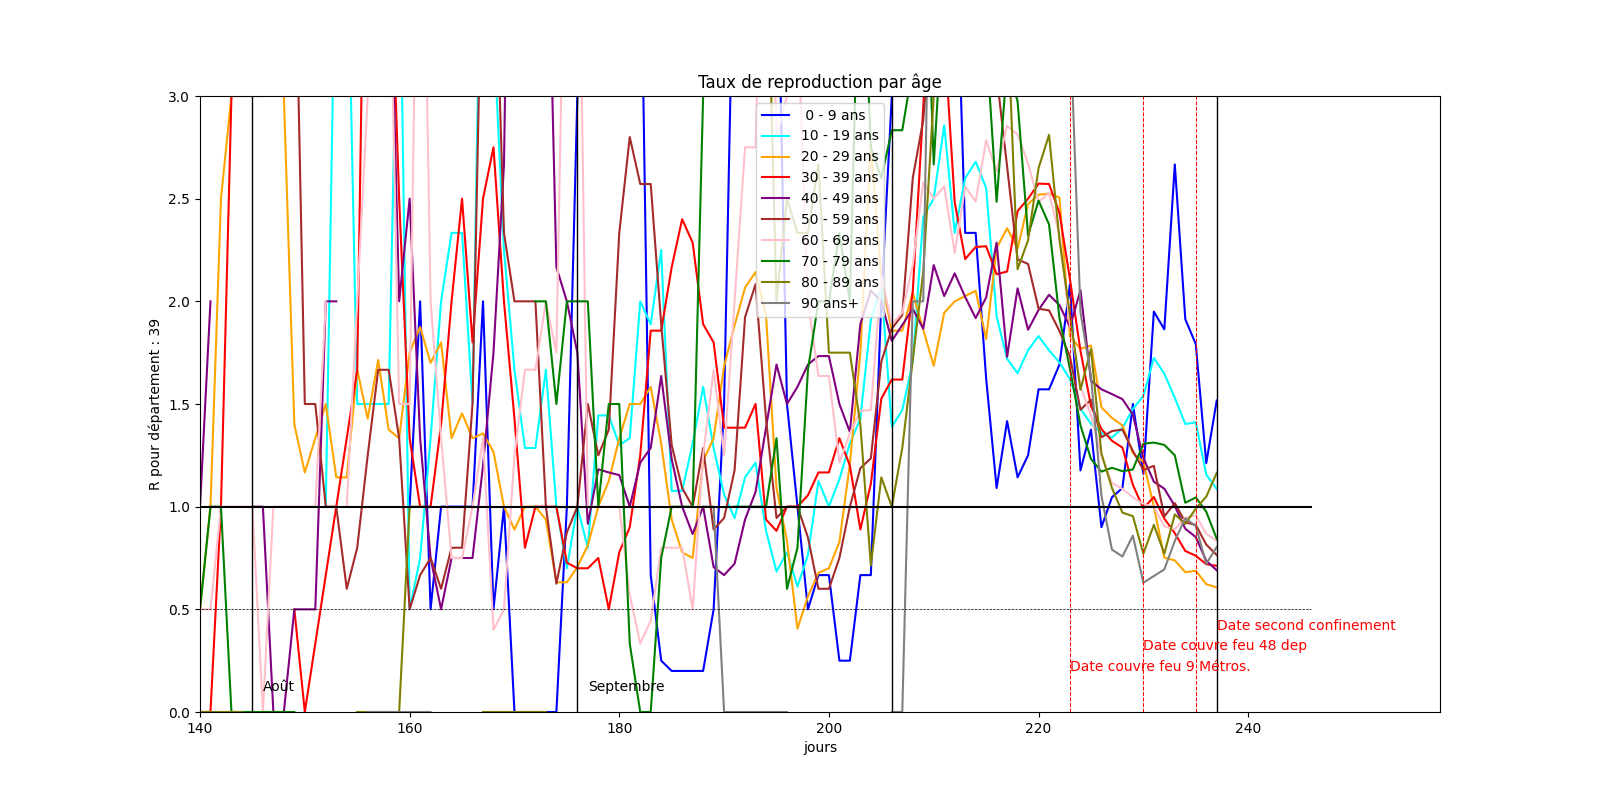 Taux de reproduction par âge
R pour département : 39
3.0
2.5
2.0
1.5
1.0
0.5
0.0
0 - 9 ans
10 - 19 ans
20 - 29 ans
30 - 39 ans
40 - 49 ans
50 - 59 ans
60 - 69 ans
70 - 79 ans
80 - 89 ans
90 ans+
Date second confinement
Date couvre feu 48 dep
Date couvre feu 9 Métros.
Août
Septembre
140
160
180
200
220
240
jours